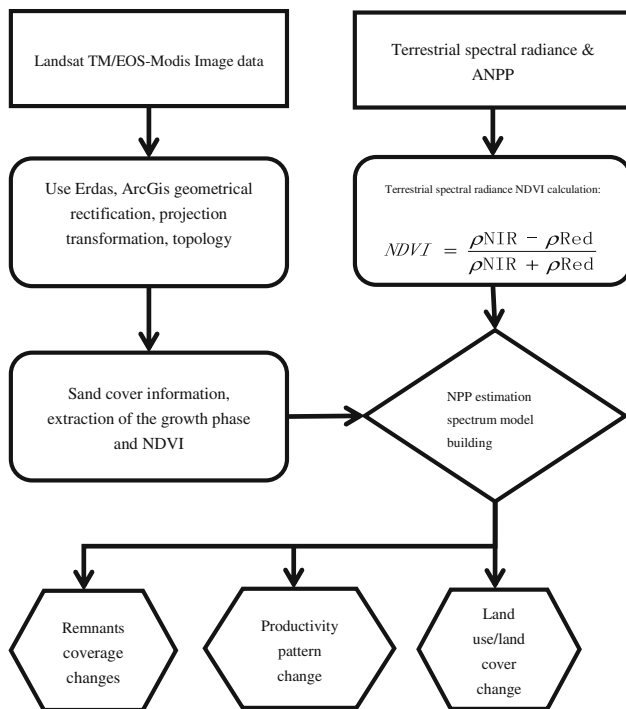 Landsat TM/EOS-Modis Image data
Terrestrial spectral radiance &
ANPP
Use Erdas, ArcGis geometrical
rectification, projection
transformation, topology
Terrestrial spectral radiance NDVI calculation:
NDVI = (ρNIR − ρRed) / (ρNIR + ρRed)
Sand cover information,
extraction of the growth phase
and NDVI
NPP estimation
spectrum model
building
Remnants
coverage
changes
Productivity
pattern
change
Land
use/land
cover
change